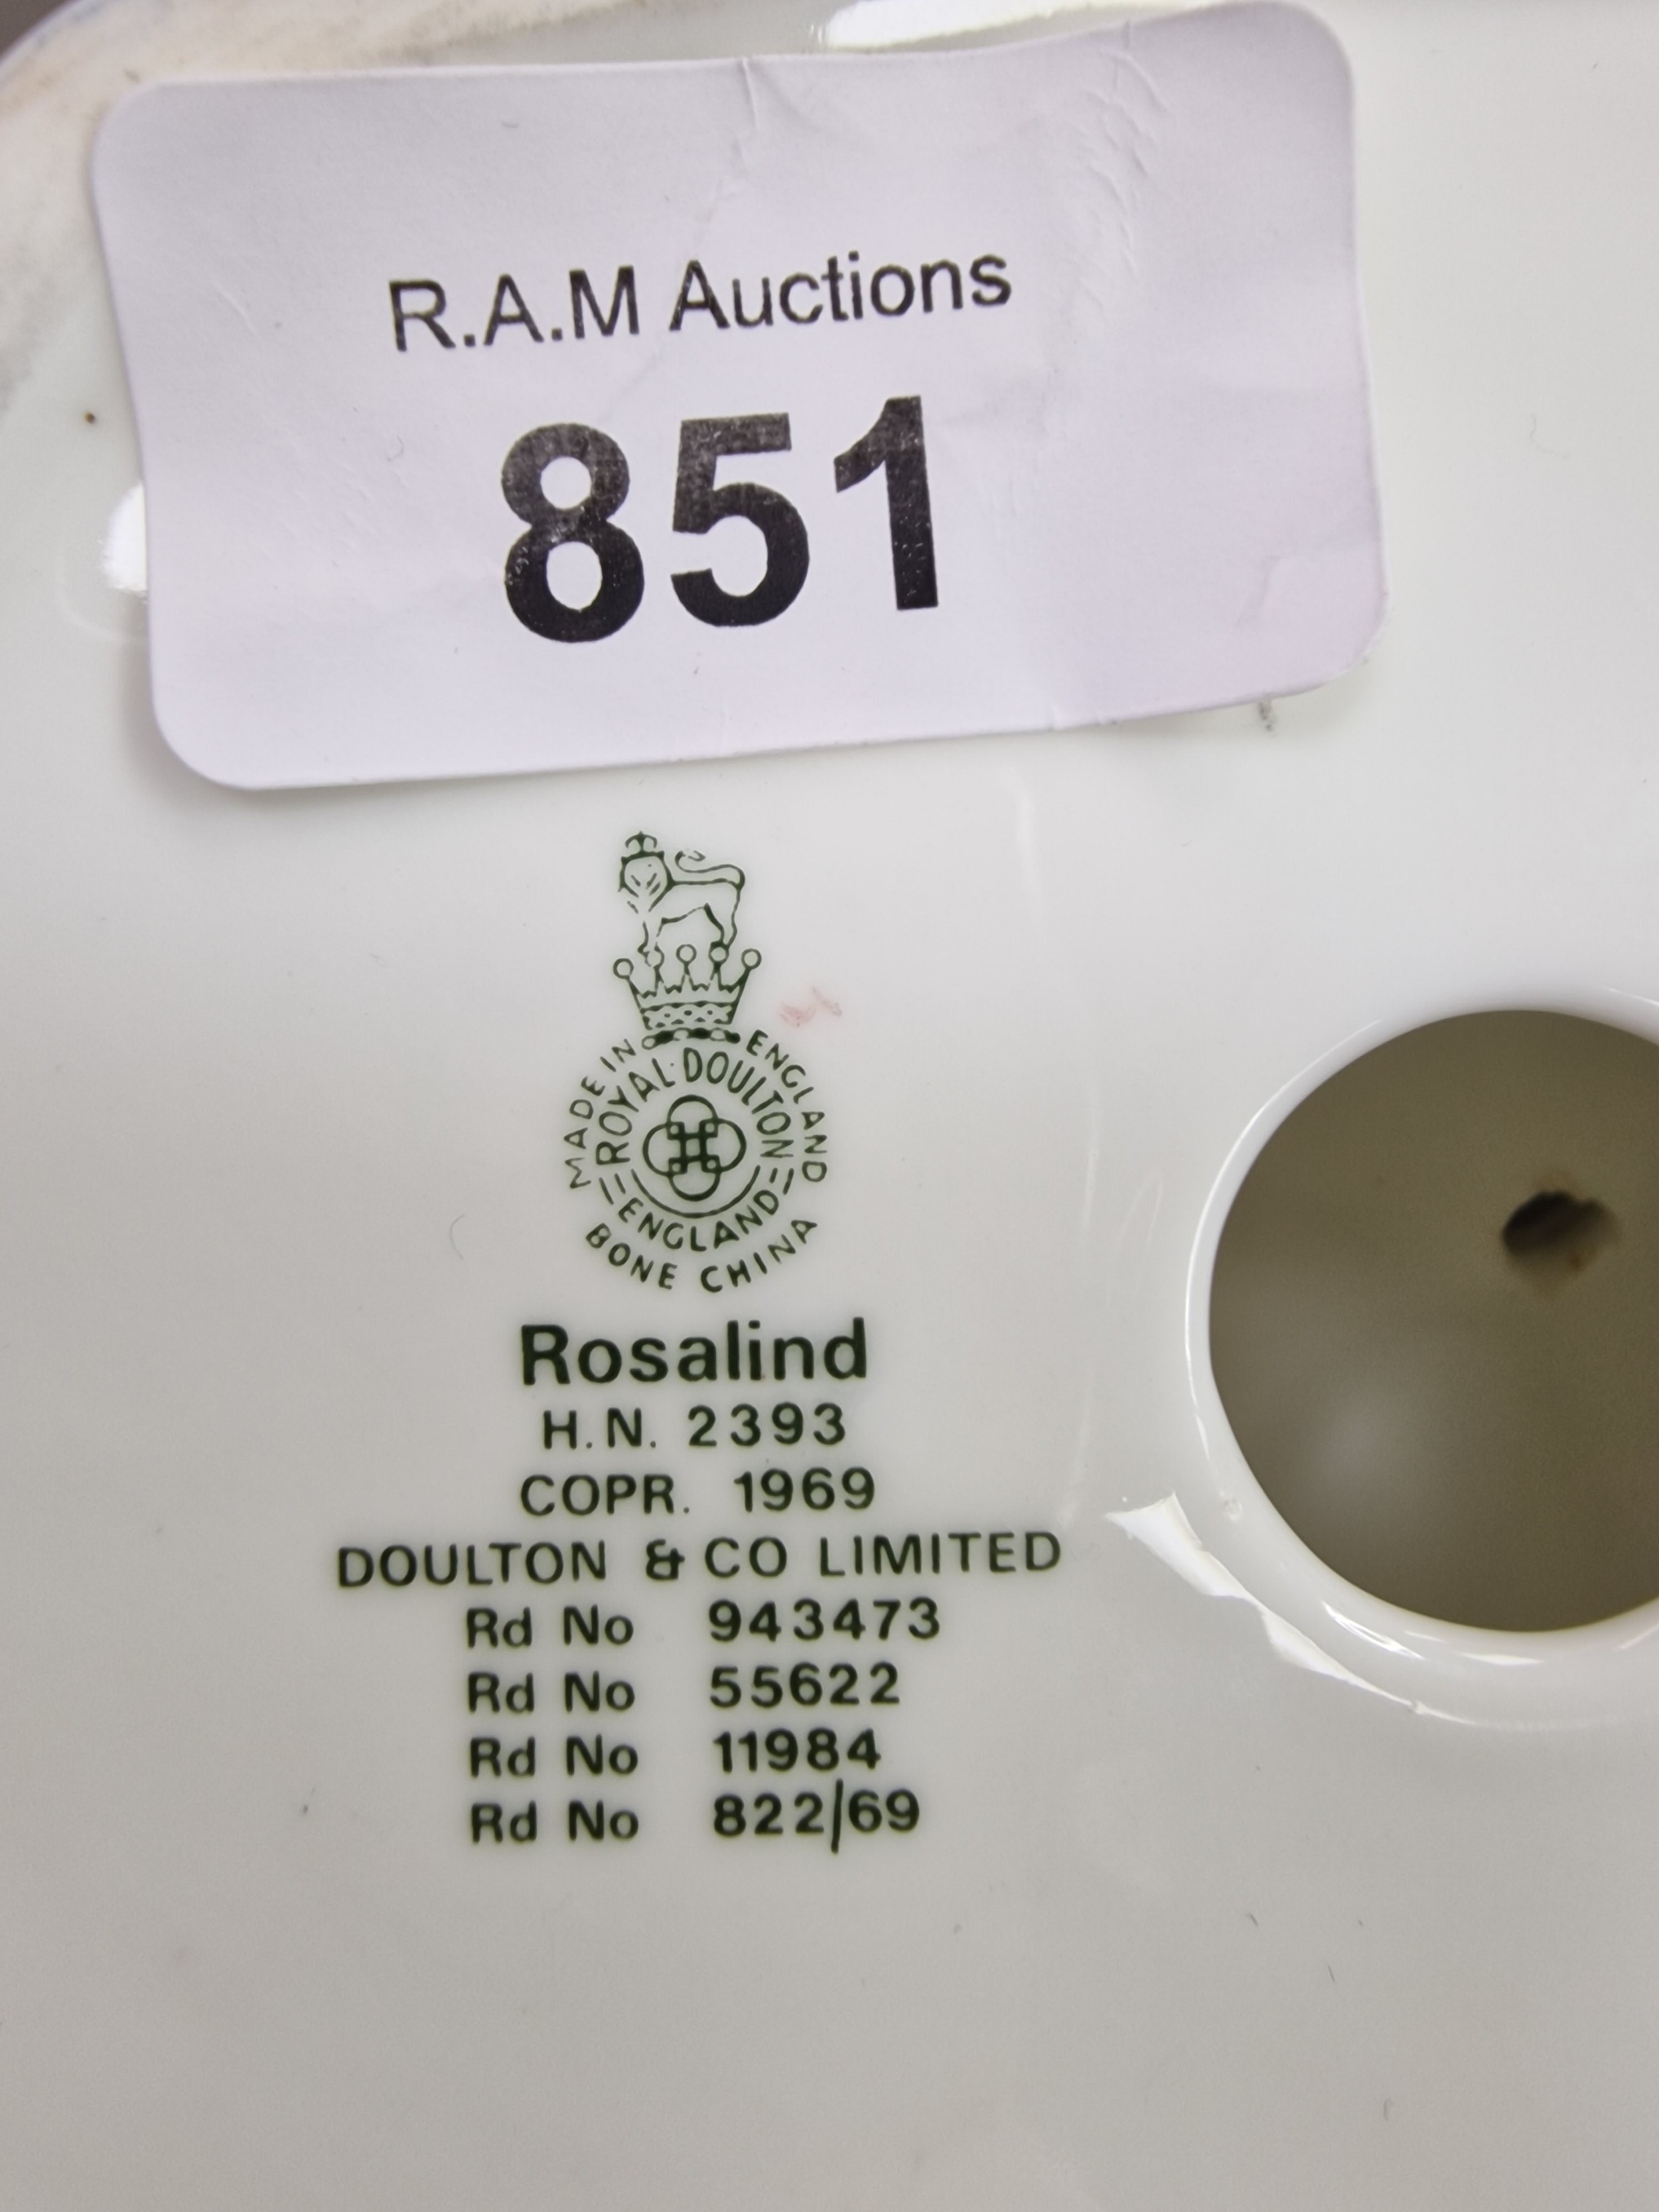 R.A.M Auctions
851
MADE IN ENGLAND
ROYAL·DOULTON
ENGLAND
BONE CHINA
Rosalind
H.N. 2393
COPR. 1969
DOULTON & CO LIMITED
Rd No 943473
Rd No 55622
Rd No 11984
Rd No 822/69